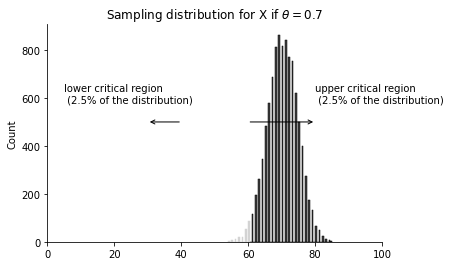 Sampling distribution for X if θ = 0.7
800
lower critical region
(2.5% of the distribution)
upper critical region
(2.5% of the distribution)
600
Count
400
200
0
0 20 40 60 80 100